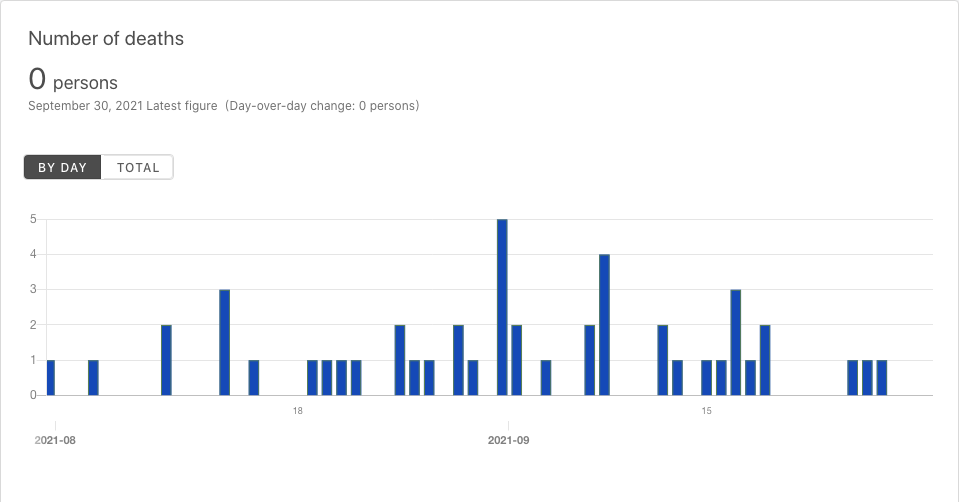 Number of deaths
0 persons
September 30, 2021 Latest figure (Day-over-day change: 0 persons)
BY DAY TOTAL
5
4
3
2
1
0
18 15
2021-08 2021-09